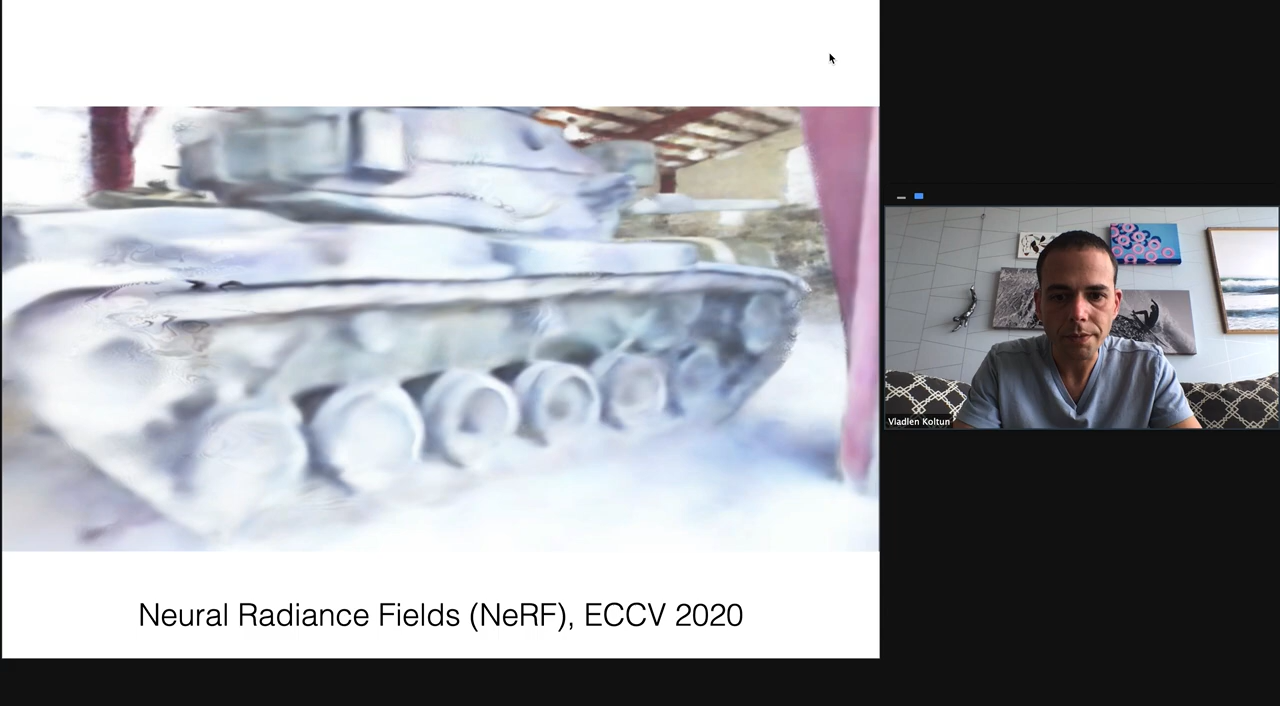 Neural Radiance Fields (NeRF), ECCV 2020
Vladlen Koltun